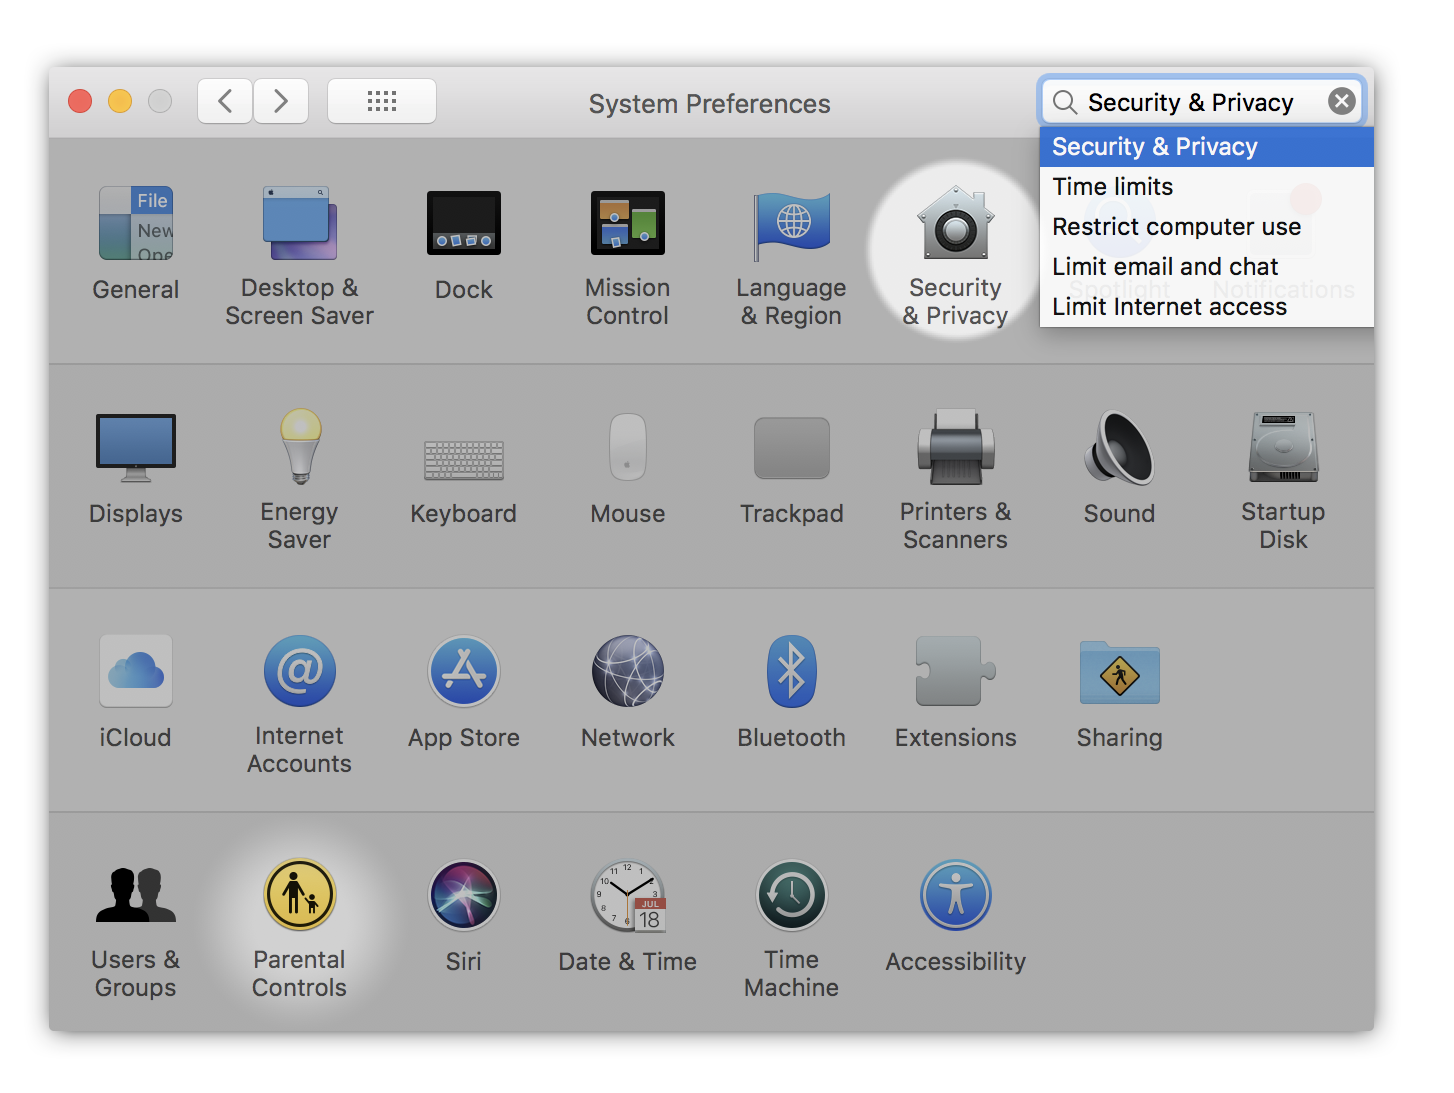 System Preferences
Security & Privacy
Security & Privacy
Time limits
Restrict computer use
Limit email and chat
Limit Internet access
File
New
Ope
General
Desktop &
Screen Saver
Dock
Mission
Control
Language
& Region
Security
& Privacy
Spotlight
Notifications
Displays
Energy
Saver
Keyboard
Mouse
Trackpad
Printers &
Scanners
Sound
Startup
Disk
iCloud
@
Internet
Accounts
App Store
Network
Bluetooth
Extensions
Sharing
Users &
Groups
Parental
Controls
Siri
JUL
18
Date & Time
Time
Machine
Accessibility